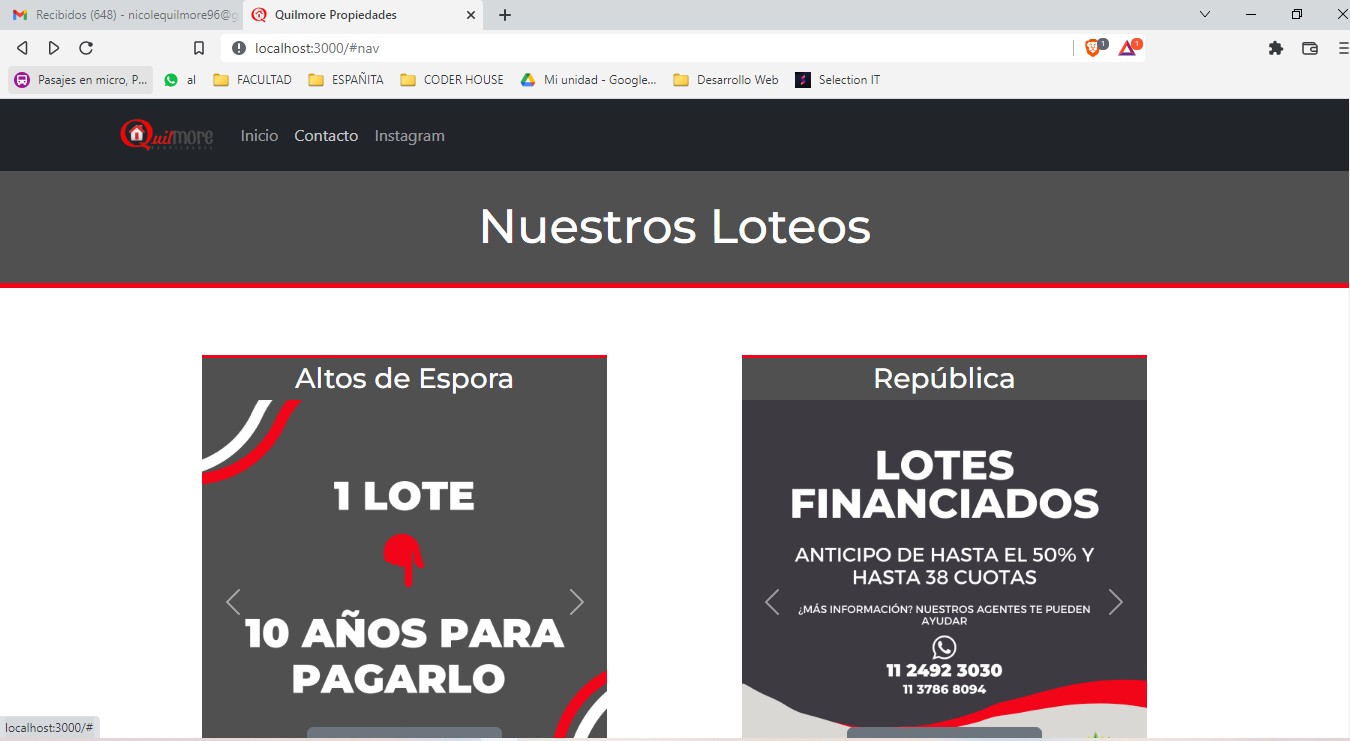 Recibidos (648) - nicolequilmore96@g
Quilmore Propiedades
localhost:3000/#nav
1
1
Pasajes en micro, P...
al
FACULTAD
ESPAÑITA
CODER HOUSE
Mi unidad - Google...
Desarrollo Web
Selection IT
Quilmore
Inicio
Contacto
Instagram
Nuestros Loteos
Altos de Espora
1 LOTE
10 AÑOS PARA
PAGARLO
República
LOTES
FINANCIADOS
ANTICIPO DE HASTA EL 50% Y
HASTA 38 CUOTAS
¿MÁS INFORMACIÓN? NUESTROS AGENTES TE PUEDEN
AYUDAR
11 2492 3030
11 3786 8094
localhost:3000/#